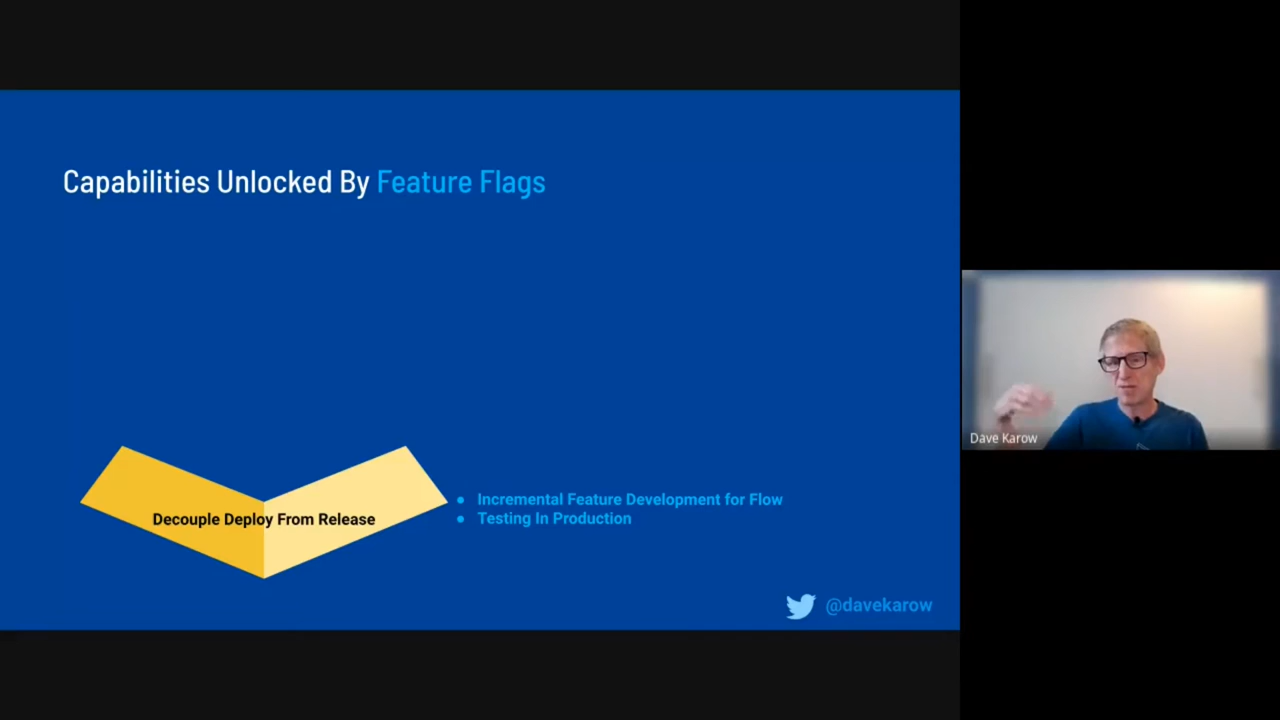 Capabilities Unlocked By Feature Flags
Decouple Deploy From Release
● Incremental Feature Development for Flow
● Testing In Production
@davekarow
Dave Karow